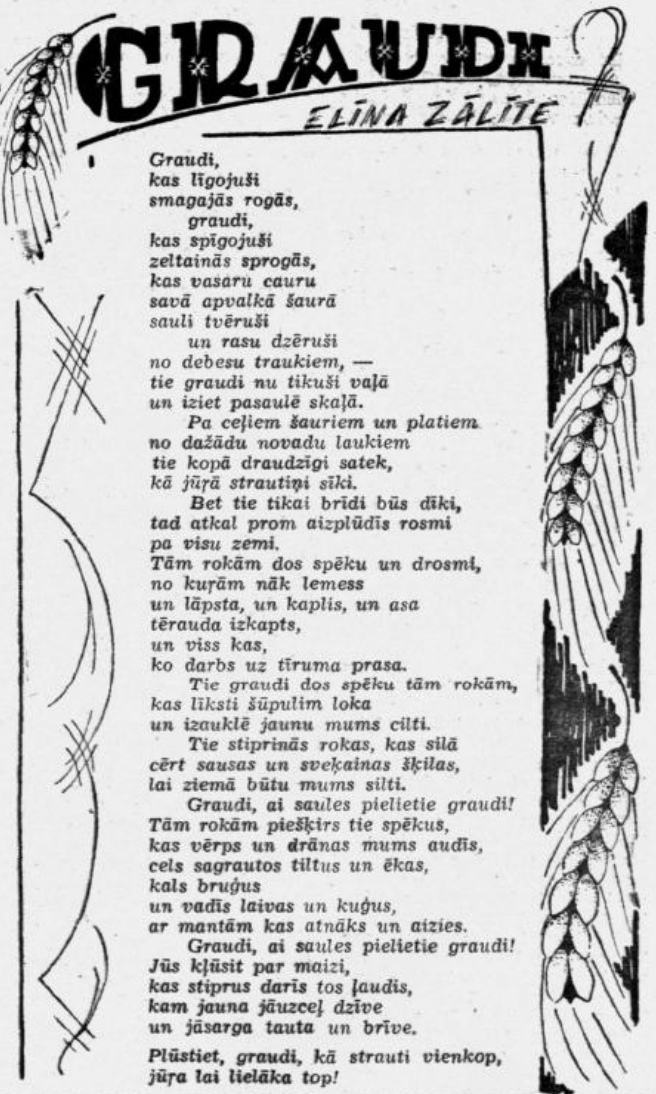 GRAUDI
ELĪNA ZĀLĪTE
Graudi,
kas līgojuši
smagajās rogās,
graudi,
kas spīgojuši
zeltainās sprogās,
kas vasaru cauru
savā apvalkā šaurā
sauli tvēruši
un rasu dzēruši
no debesu traukiem, —
tie graudi nu tikuši vaļā
un iziet pasaulē skaļā.
Pa ceļiem šauriem un platiem
no dažādu novadu laukiem
tie kopā draudzīgi satek,
kā jūŗā strautiņi sīki.
Bet tie tikai brīdi būs dīki,
tad atkal prom aizplūdīs rosmi
pa visu zemi.
Tām rokām dos spēku un drosmi,
no kuŗām nāk lemess
un lāpsta, un kaplis, un asa
tērauda izkapts,
un viss kas,
ko darbs uz tīruma prasa.
Tie graudi dos spēku tām rokām,
kas līksti šūpulim loka
un izauklē jaunu mums cilti.
Tie stiprinās rokas, kas silā
cērt sausas un sveķainas šķilas,
lai ziemā būtu mums silti.
Graudi, ai saules pielietie graudi!
Tām rokām piešķirs tie spēkus,
kas vērps un drānas mums audīs,
cels sagrautos tiltus un ēkas,
kals bruģus
un vadīs laivas un kuģus,
ar mantām kas atnāks un aizies.
Graudi, ai saules pielietie graudi!
Jūs kļūsit par maizi,
kas stiprus darīs tos ļaudis,
kam jauna jāuzceļ dzīve
un jāsarga tauta un brīve.
Plūstiet, graudi, kā strauti vienkop,
jūŗa lai lielāka top!